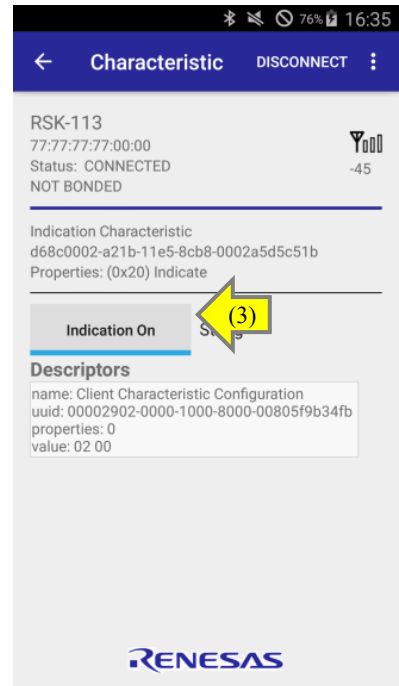 76% 16:35
← Characteristic DISCONNECT
RSK-113
77:77:77:77:00:00
Status: CONNECTED
-45
NOT BONDED
Indication Characteristic
d68c0002-a21b-11e5-8cb8-0002a5d5c51b
Properties: (0x20) Indicate
(3)
Indication On
Descriptors
name: Client Characteristic Configuration
uuid: 00002902-0000-1000-8000-00805f9b34fb
properties: 0
value: 02 00
RENESAS